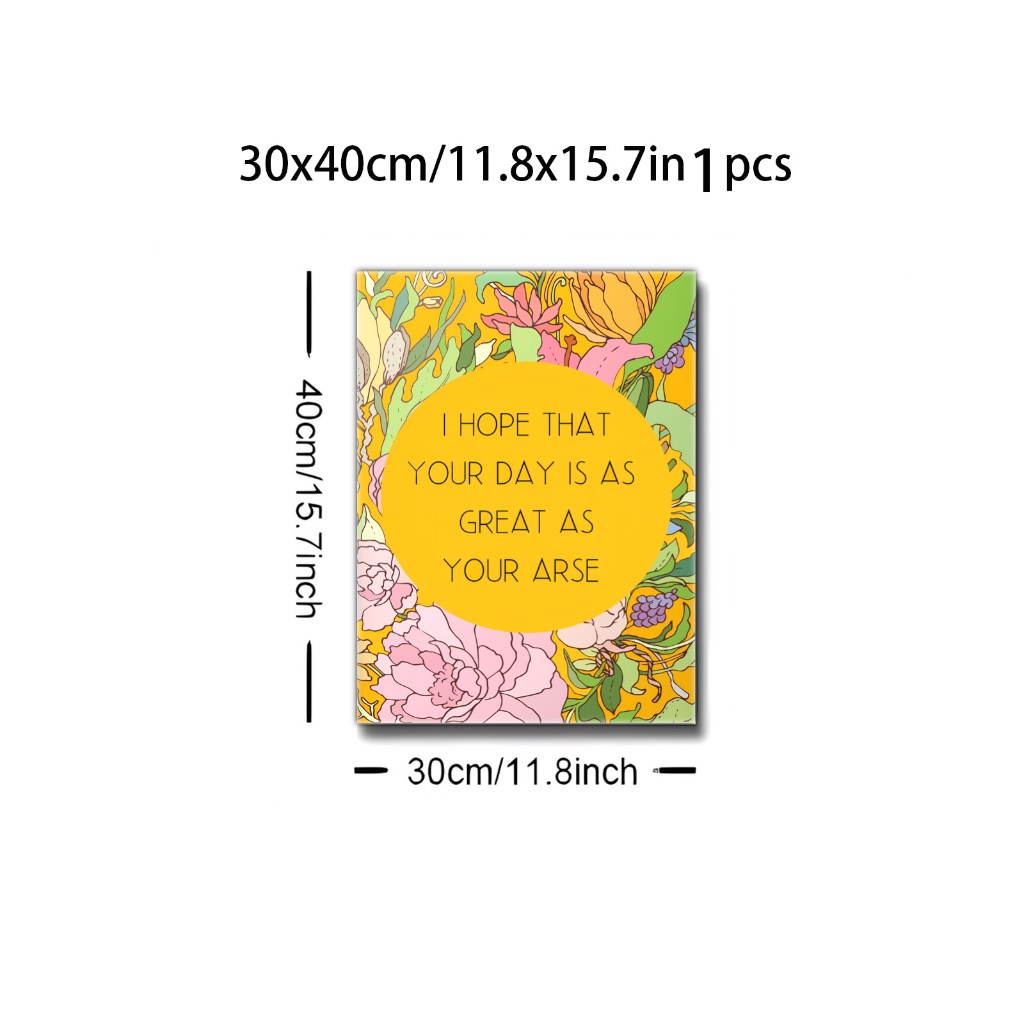 30x40cm/11.8x15.7in 1 pcs
I HOPE THAT
YOUR DAY IS AS
GREAT AS
YOUR ARSE
40cm/15.7inch
30cm/11.8inch